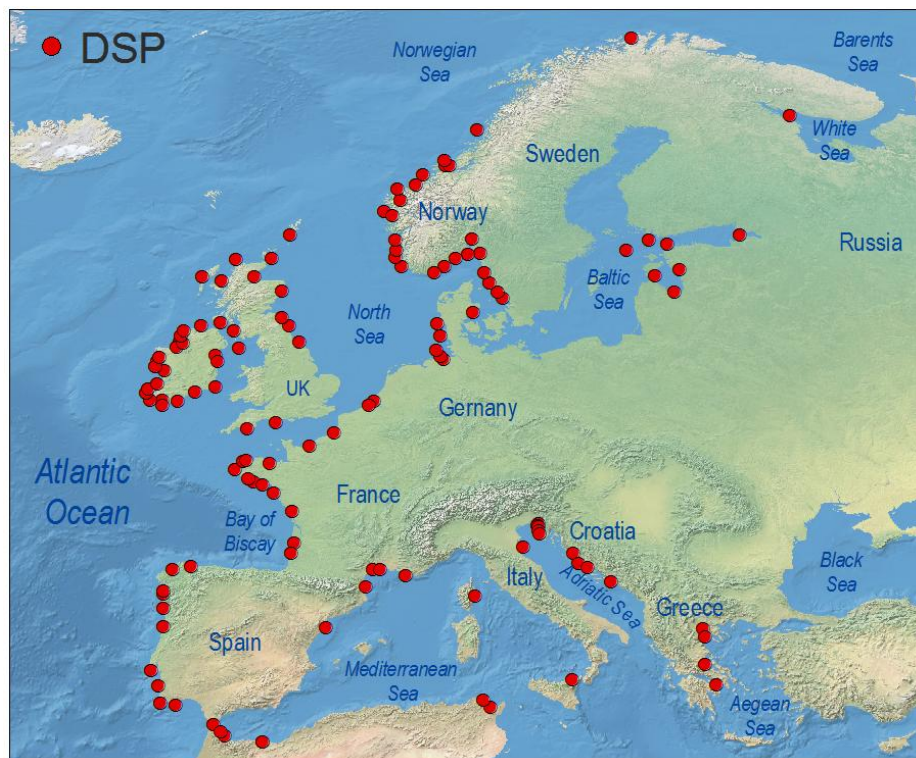 DSP
Norwegian
Sea
Barents
Sea
White
Sea
Sweden
Norway
Russia
Baltic
Sea
North
Sea
UK
Gernany
Atlantic
Ocean
France
Bay of
Biscay
Croatia
Black
Sea
Italy
Adriatic Sea
Greece
Spain
Mediterranean
Sea
Aegean
Sea